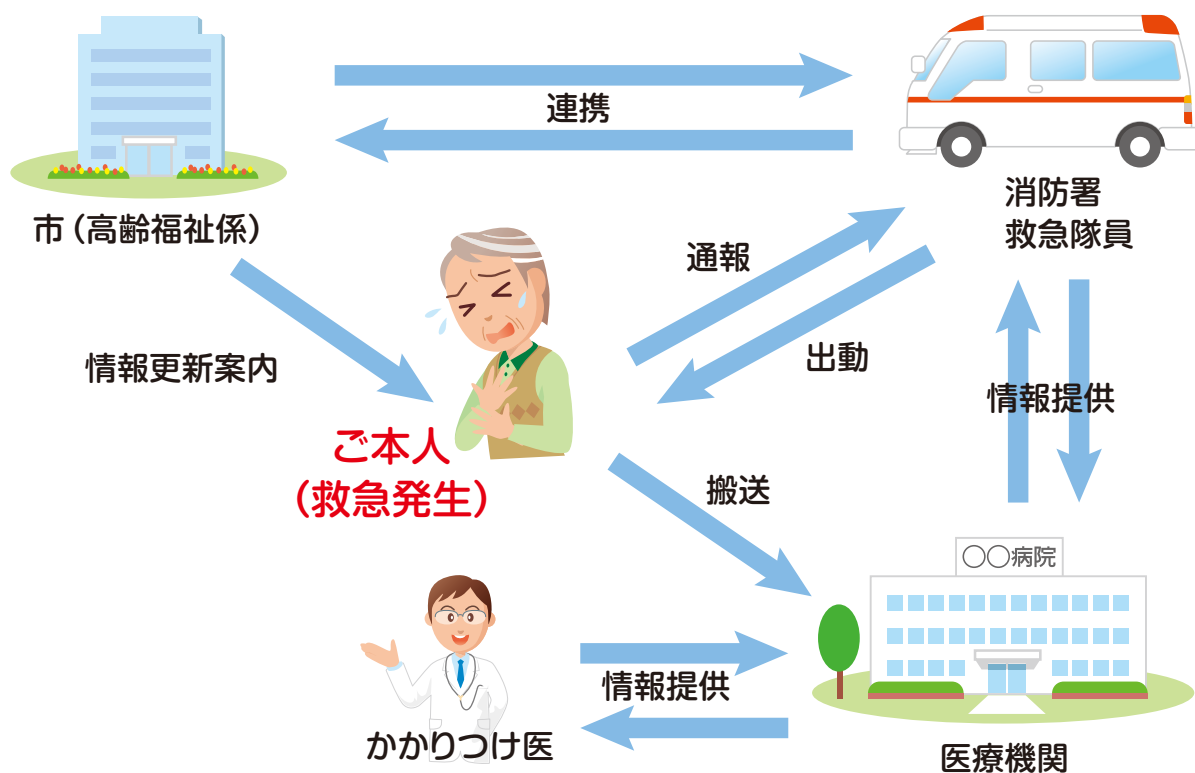 連携
市（高齢福祉係）
消防署
救急隊員
通報
出動
情報更新案内
情報提供
ご本人
（救急発生）
搬送
〇〇病院
情報提供
かかりつけ医
医療機関